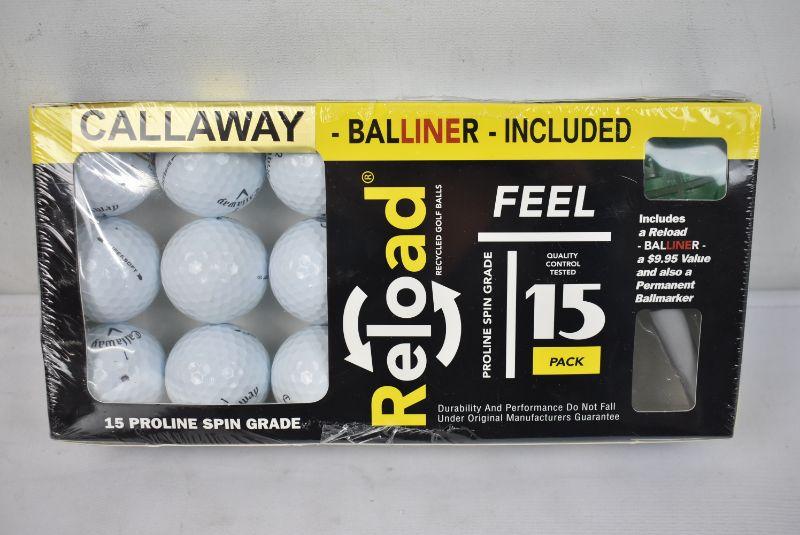 CALLAWAY - BALLINER - INCLUDED
Reload®
RECYCLED GOLF BALLS
FEEL
PROLINE SPIN GRADE
QUALITY
CONTROL
TESTED
15
PACK
Includes
a Reload
- BALLINER -
a $9.95 Value
and also a
Permanent
Ballmarker
Callaway
15 PROLINE SPIN GRADE
Durability And Performance Do Not Fall
Under Original Manufacturers Guarantee